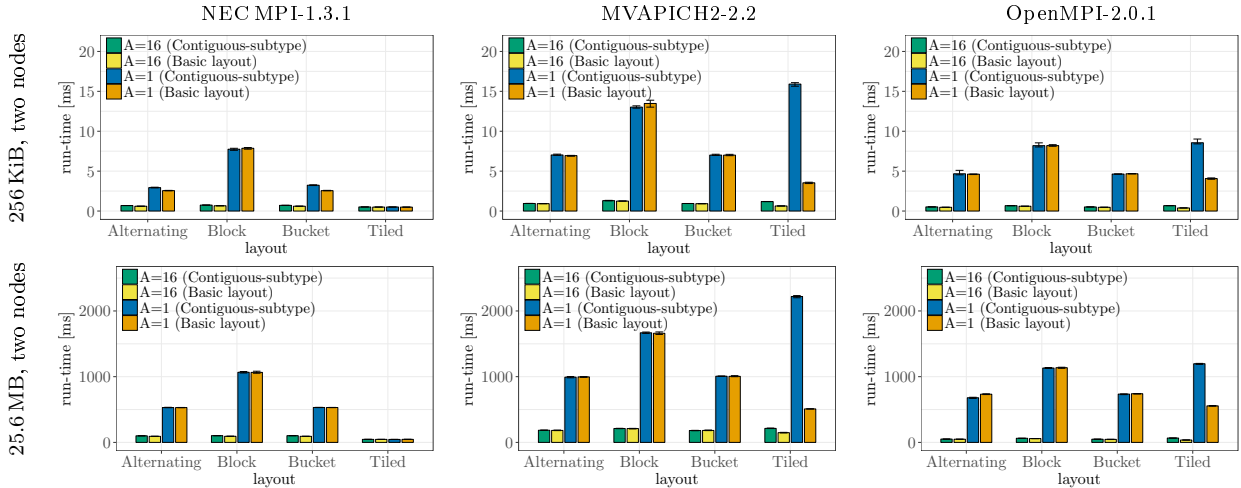 NEC MPI-1.3.1
MVAPICH2-2.2
OpenMPI-2.0.1
256 KiB, two nodes
run-time [ms]
20
15
10
5
0
A=16 (Contiguous-subtype)
A=16 (Basic layout)
A=1 (Contiguous-subtype)
A=1 (Basic layout)
Alternating Block Bucket Tiled
layout
run-time [ms]
20
15
10
5
0
A=16 (Contiguous-subtype)
A=16 (Basic layout)
A=1 (Contiguous-subtype)
A=1 (Basic layout)
Alternating Block Bucket Tiled
layout
run-time [ms]
20
15
10
5
0
A=16 (Contiguous-subtype)
A=16 (Basic layout)
A=1 (Contiguous-subtype)
A=1 (Basic layout)
Alternating Block Bucket Tiled
layout
25.6 MB, two nodes
run-time [ms]
2000
1000
0
A=16 (Contiguous-subtype)
A=16 (Basic layout)
A=1 (Contiguous-subtype)
A=1 (Basic layout)
Alternating Block Bucket Tiled
layout
run-time [ms]
2000
1000
0
A=16 (Contiguous-subtype)
A=16 (Basic layout)
A=1 (Contiguous-subtype)
A=1 (Basic layout)
Alternating Block Bucket Tiled
layout
run-time [ms]
2000
1000
0
A=16 (Contiguous-subtype)
A=16 (Basic layout)
A=1 (Contiguous-subtype)
A=1 (Basic layout)
Alternating Block Bucket Tiled
layout